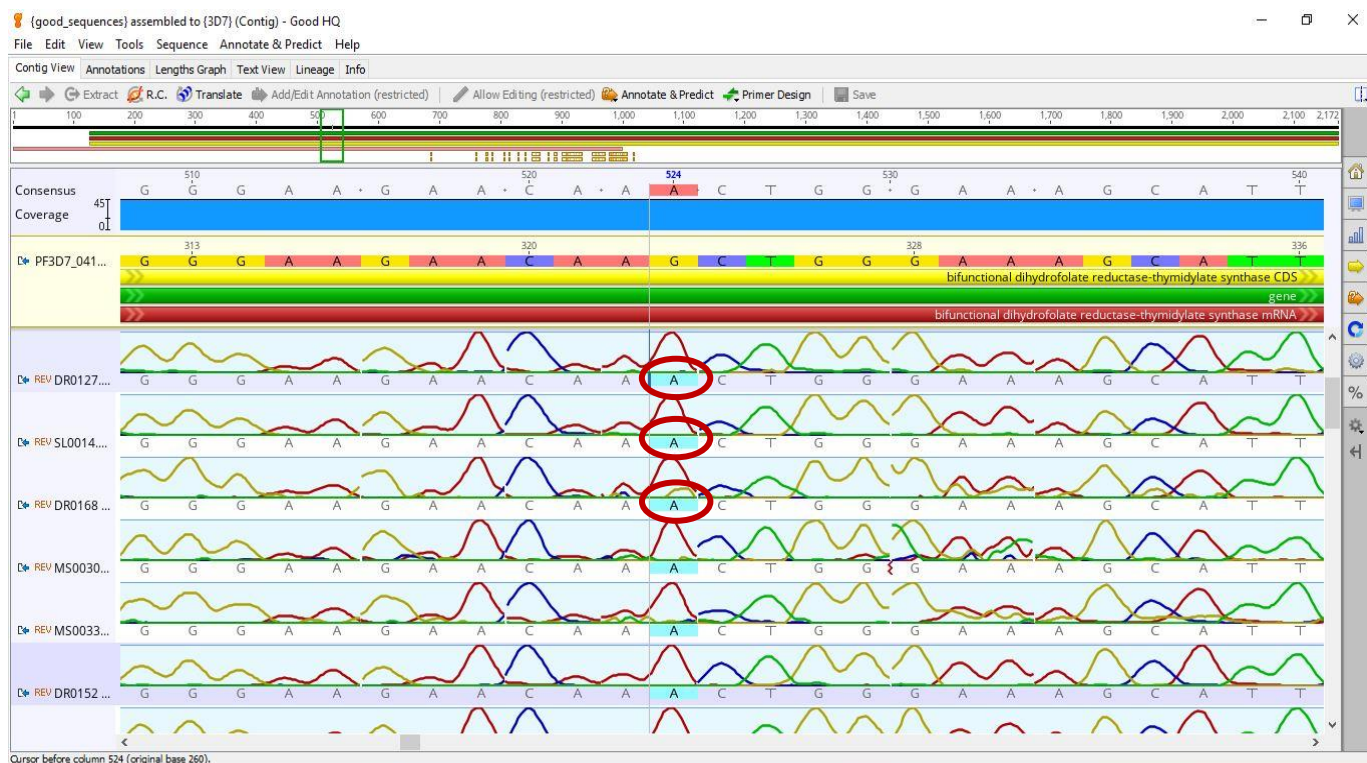 {good_sequences} assembled to {3D7} (Contig) - Good HQ
File Edit View Tools Sequence Annotate & Predict Help
Contig View Annotations Lengths Graph Text View Lineage Info
Extract R.C. Translate Add/Edit Annotation (restricted) Allow Editing (restricted) Annotate & Predict Primer Design Save
1 100 200 300 400 500 600 700 800 900 1,000 1,100 1,200 1,300 1,400 1,500 1,600 1,700 1,800 1,900 2,000 2,100 2,172
510 520 524 530 540
Consensus G G G A A G A A C A A A C T G G G A A A G C A T T
45
Coverage
0
313 320 328 336
PF3D7_041... G G G A A G A A C A A G C T G G G A A A G C A T T
bifunctional dihydrofolate reductase-thymidylate synthase CDS
gene
bifunctional dihydrofolate reductase-thymidylate synthase mRNA
REV DR0127.... G G G A A G A A C A A A C T G G G A A A G C A T T
REV SL0014.... G G G A A G A A C A A A C T G G G A A A G C A T T
REV DR0168 ... G G G A A G A A C A A A C T G G G A A A G C A T T
REV MS0030... G G G A A G A A C A A A C T G G G A A A G C A T T
REV MS0033... G G G A A G A A C A A A C T G G G A A A G C A T T
REV DR0152 ... G G G A A G A A C A A A C T G G G A A A G C A T T
%
Cursor before column 524 (original base 260).